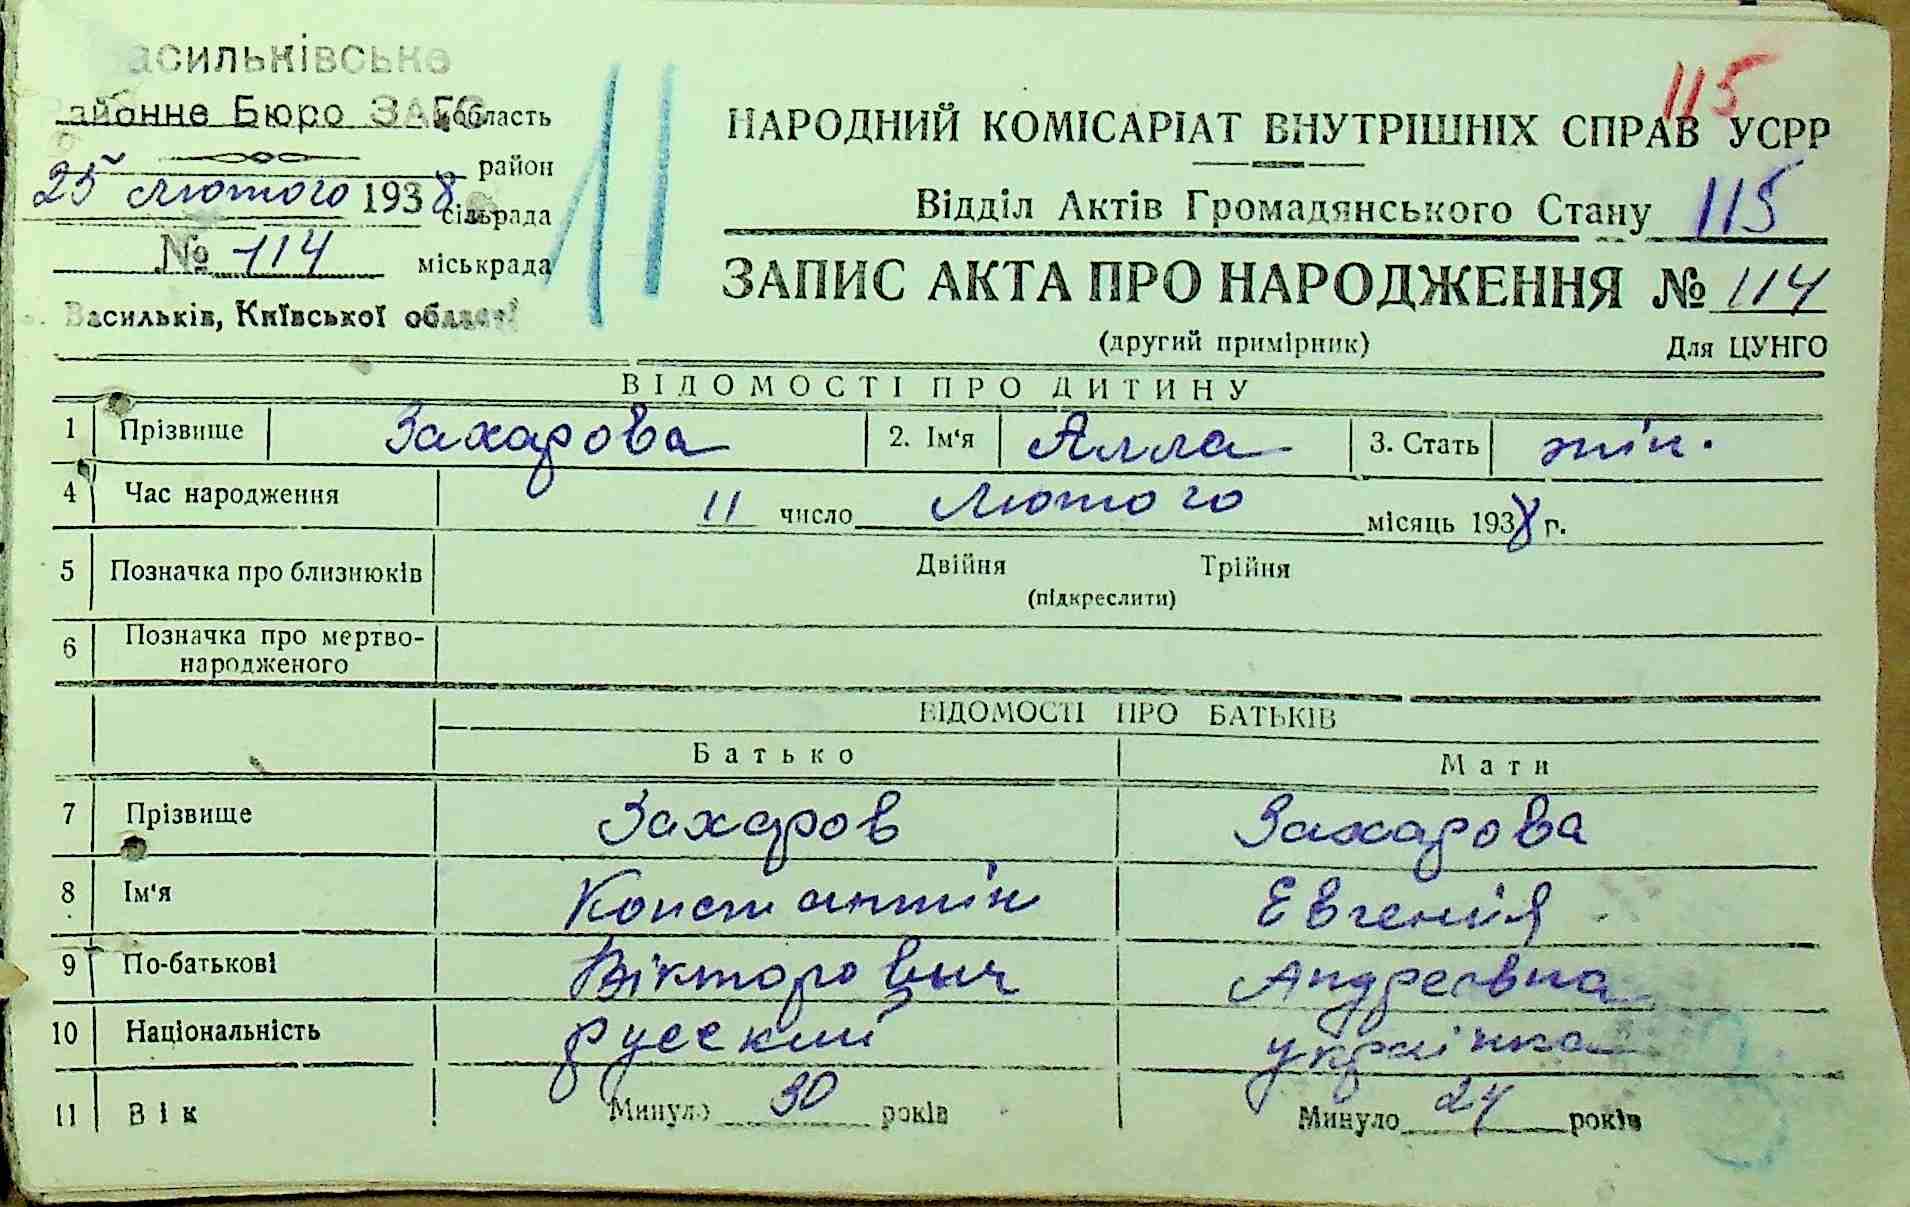 асильківське
айонне Бюро ЗАГС область
район
25 лютого 1938 сільрада
№ 114 міськрада
Васильків, Київської області
11
115
НАРОДНИЙ КОМІСАРІАТ ВНУТРІШНІХ СПРАВ УСРР
Відділ Актів Громадянського Стану 115
ЗАПИС АКТА ПРО НАРОДЖЕННЯ № 114
(другий примірник) Для ЦУНГО
ВІДОМОСТІ ПРО ДИТИНУ
1 Прізвище Захарова 2. Ім'я Алла 3. Стать жін.
4 Час народження 11 число лютого місяць 1938 г.
5 Позначка про близнюків Двійня Трійня
(підкреслити)
6 Позначка про мертво-
народженого
ВІДОМОСТІ ПРО БАТЬКІВ
Батько Мати
7 Прізвище Захаров Захарова
8 Ім'я Константін Евгенія
9 По-батькові Вікторович Андреевна
10 Національність русский українка
11 Вік Минуло 30 років Минуло 24 років